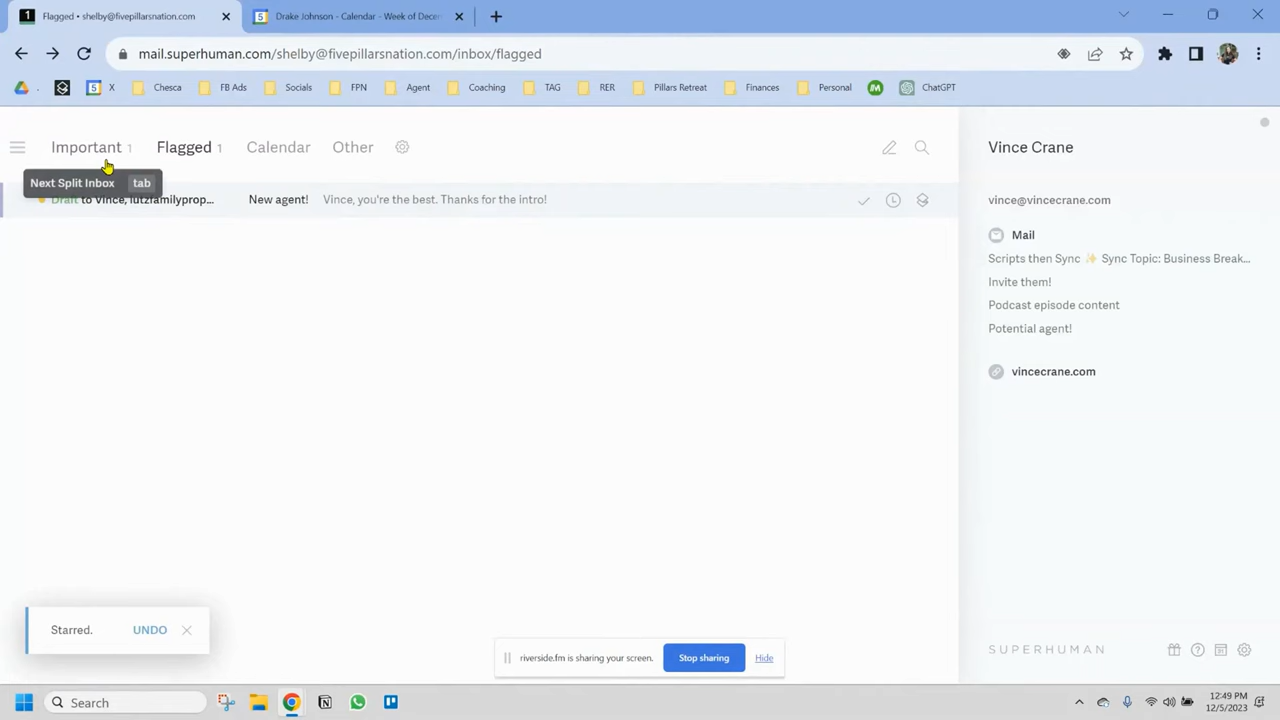 Flagged • shelby@fivepillarsnation.com
Drake Johnson - Calendar - Week of Decem
mail.superhuman.com/shelby@fivepillarsnation.com/inbox/flagged
X Chesca FB Ads Socials FPN Agent Coaching TAG RER Pillars Retreat Finances Personal ChatGPT
Important 1 Flagged 1 Calendar Other
Next Split Inbox tab
Draft to Vince, lutzfamilyprop... New agent! Vince, you're the best. Thanks for the intro!
Vince Crane
vince@vincecrane.com
Mail
Scripts then Sync ✨ Sync Topic: Business Break...
Invite them!
Podcast episode content
Potential agent!
vincecrane.com
Starred. UNDO
riverside.fm is sharing your screen. Stop sharing Hide
SUPERHUMAN
Search
12:49 PM
12/5/2023